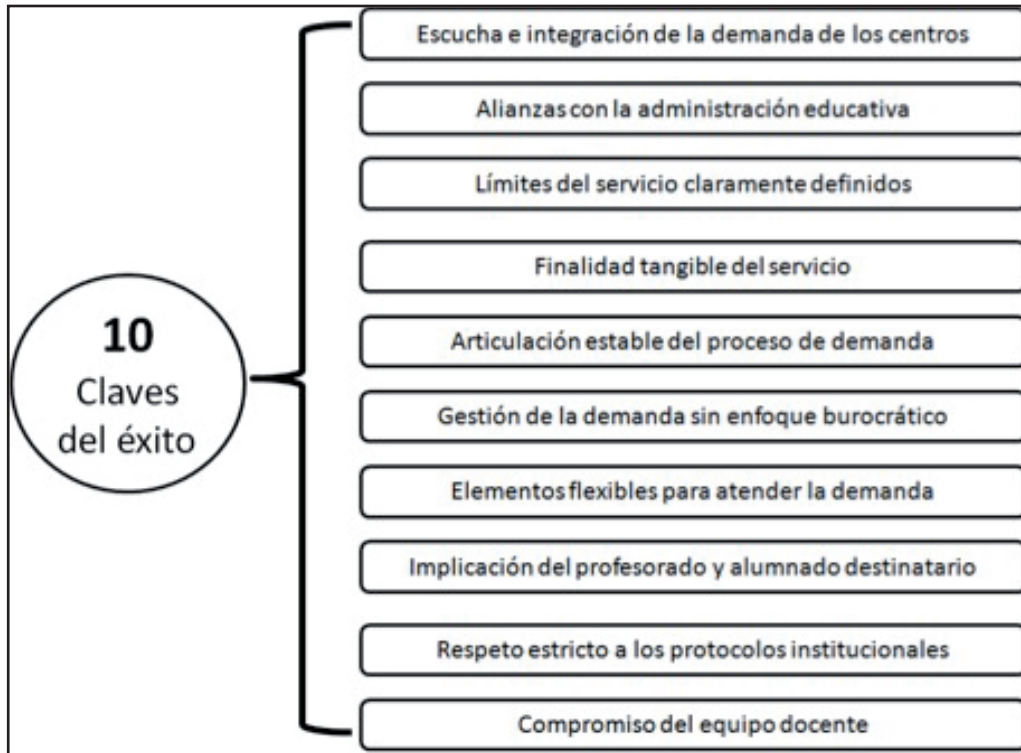 10
Claves
del éxito
Escucha e integración de la demanda de los centros
Alianzas con la administración educativa
Límites del servicio claramente definidos
Finalidad tangible del servicio
Articulación estable del proceso de demanda
Gestión de la demanda sin enfoque burocrático
Elementos flexibles para atender la demanda
Implicación del profesorado y alumnado destinatario
Respeto estricto a los protocolos institucionales
Compromiso del equipo docente